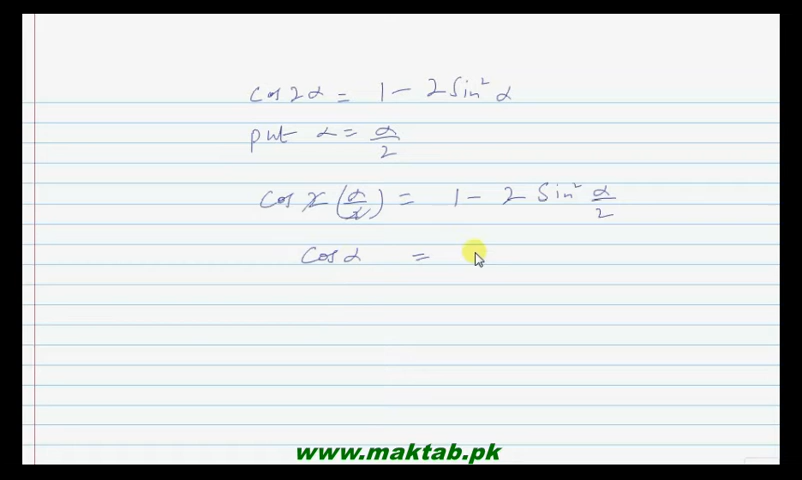 cos 2α = 1 - 2 Sin² α
put α = α/2
cos 2(α/2) = 1 - 2 Sin² α/2
cos α =
www.maktab.pk